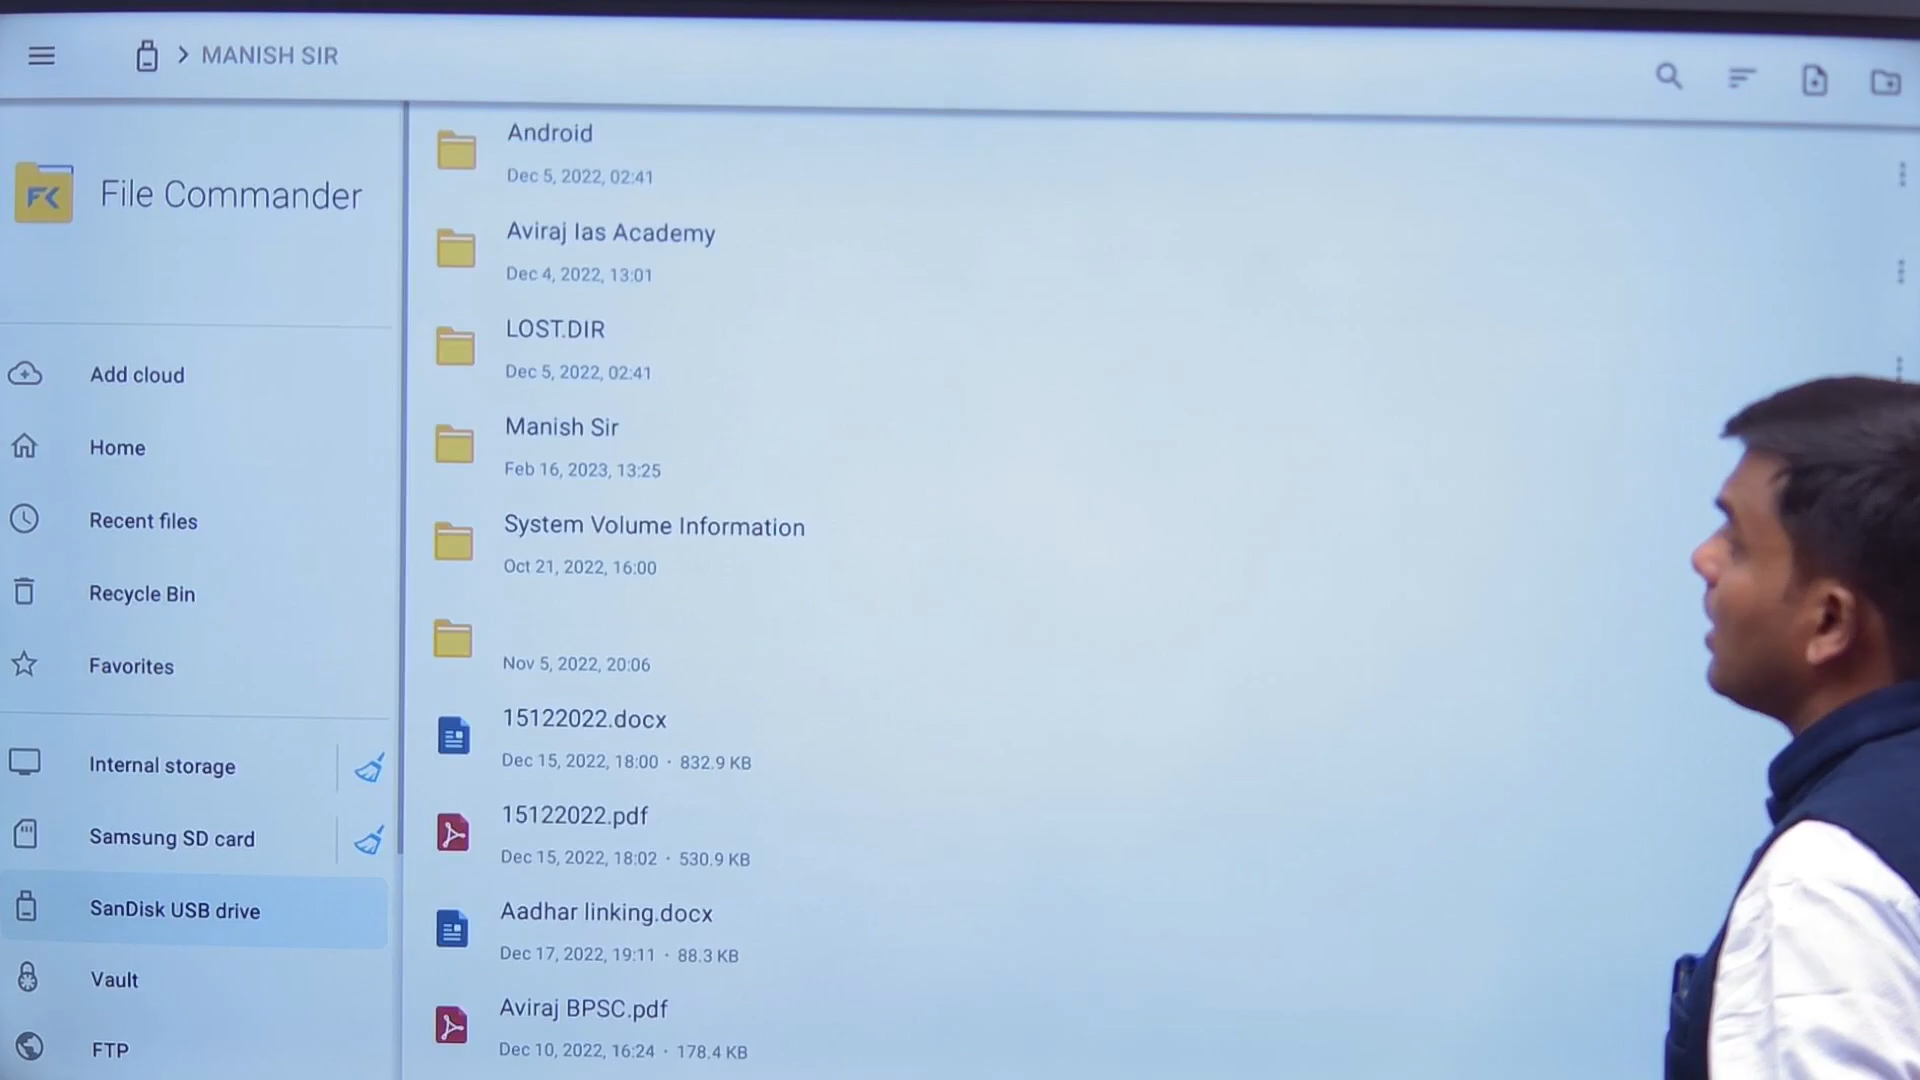 MANISH SIR
File Commander
Add cloud
Home
Recent files
Recycle Bin
Favorites
Internal storage
Samsung SD card
SanDisk USB drive
Vault
FTP
Android
Dec 5, 2022, 02:41
Aviraj Ias Academy
Dec 4, 2022, 13:01
LOST.DIR
Dec 5, 2022, 02:41
Manish Sir
Feb 16, 2023, 13:25
System Volume Information
Oct 21, 2022, 16:00
Nov 5, 2022, 20:06
15122022.docx
Dec 15, 2022, 18:00 · 832.9 KB
15122022.pdf
Dec 15, 2022, 18:02 · 530.9 KB
Aadhar linking.docx
Dec 17, 2022, 19:11 · 88.3 KB
Aviraj BPSC.pdf
Dec 10, 2022, 16:24 · 178.4 KB